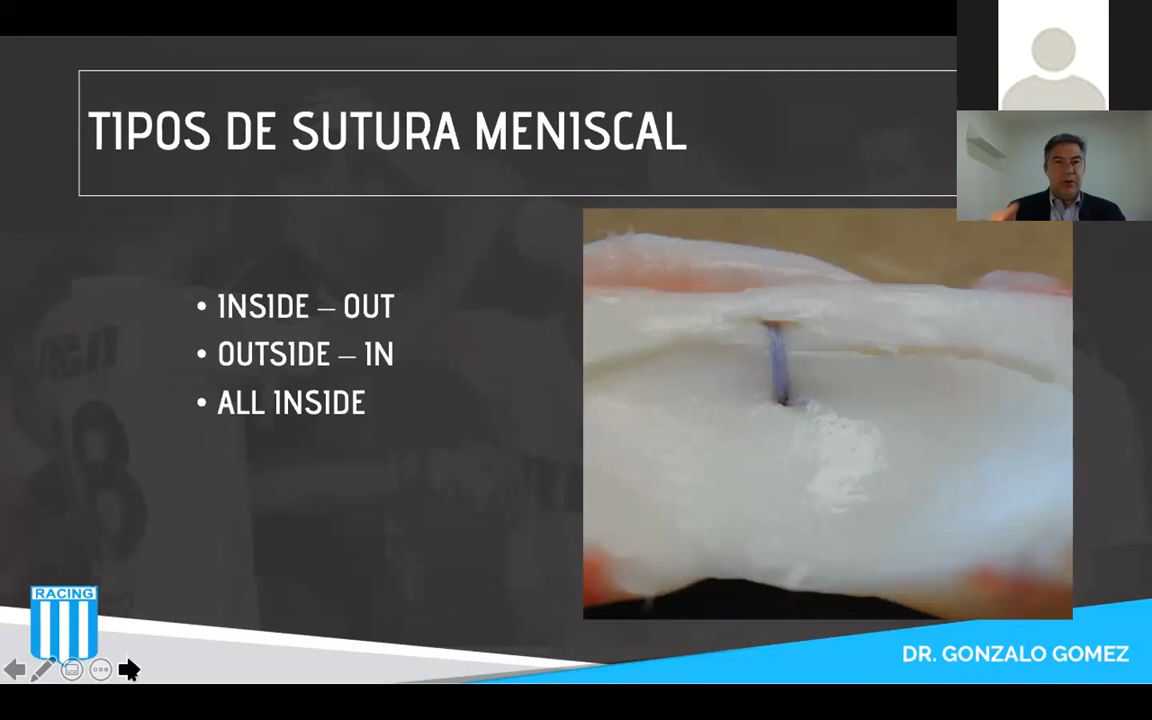 TIPOS DE SUTURA MENISCAL
• INSIDE – OUT
• OUTSIDE – IN
• ALL INSIDE
RACING
DR. GONZALO GOMEZ